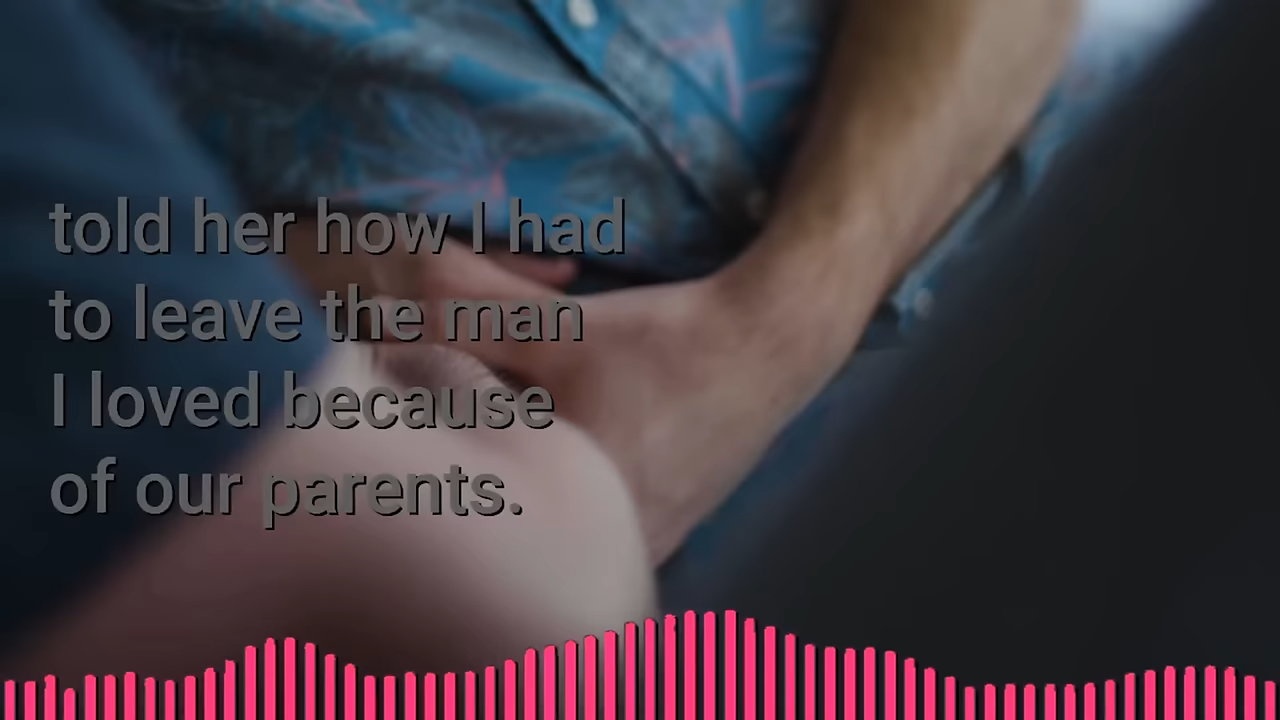 told her how I had
to leave the man
I loved because
of our parents.